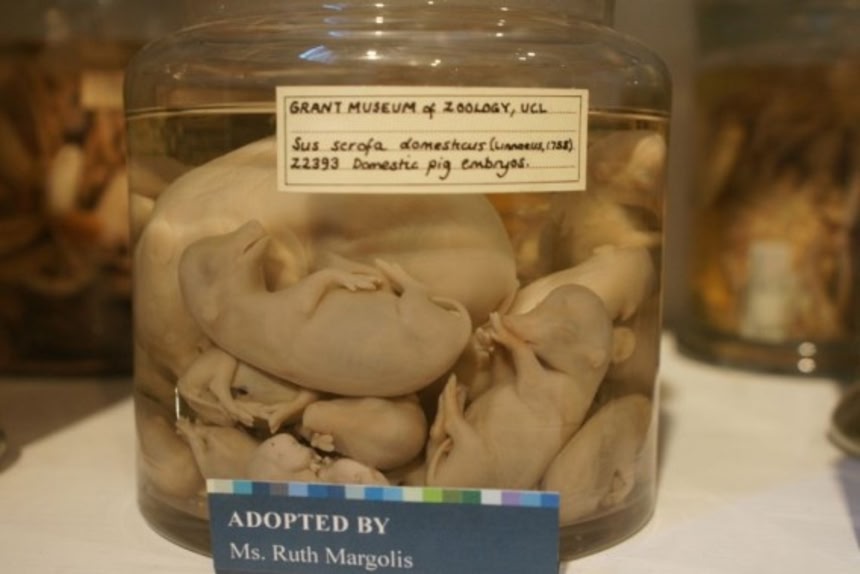 GRANT MUSEUM of ZOOLOGY, UCL
Sus scrofa domesticus (Linnaeus, 1758).
Z2393 Domestic pig embryos.
ADOPTED BY
Ms. Ruth Margolis